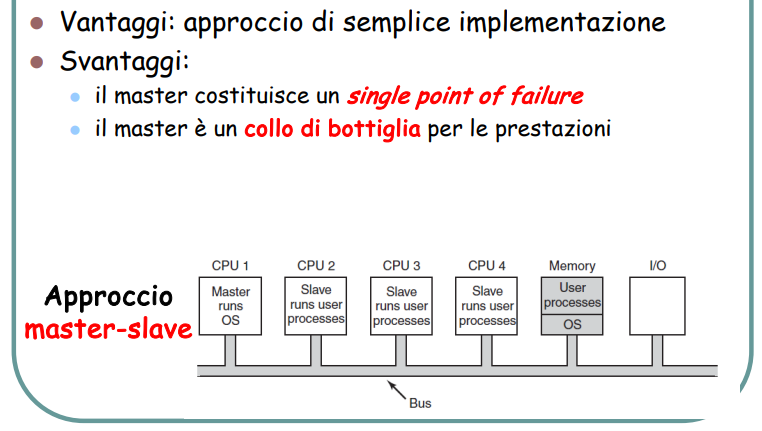 Vantaggi: approccio di semplice implementazione
Svantaggi:
il master costituisce un single point of failure
il master è un collo di bottiglia per le prestazioni
Approccio
master-slave
CPU 1
Master
runs
OS
CPU 2
Slave
runs user
processes
CPU 3
Slave
runs user
processes
CPU 4
Slave
runs user
processes
Memory
User
processes
OS
I/O
Bus